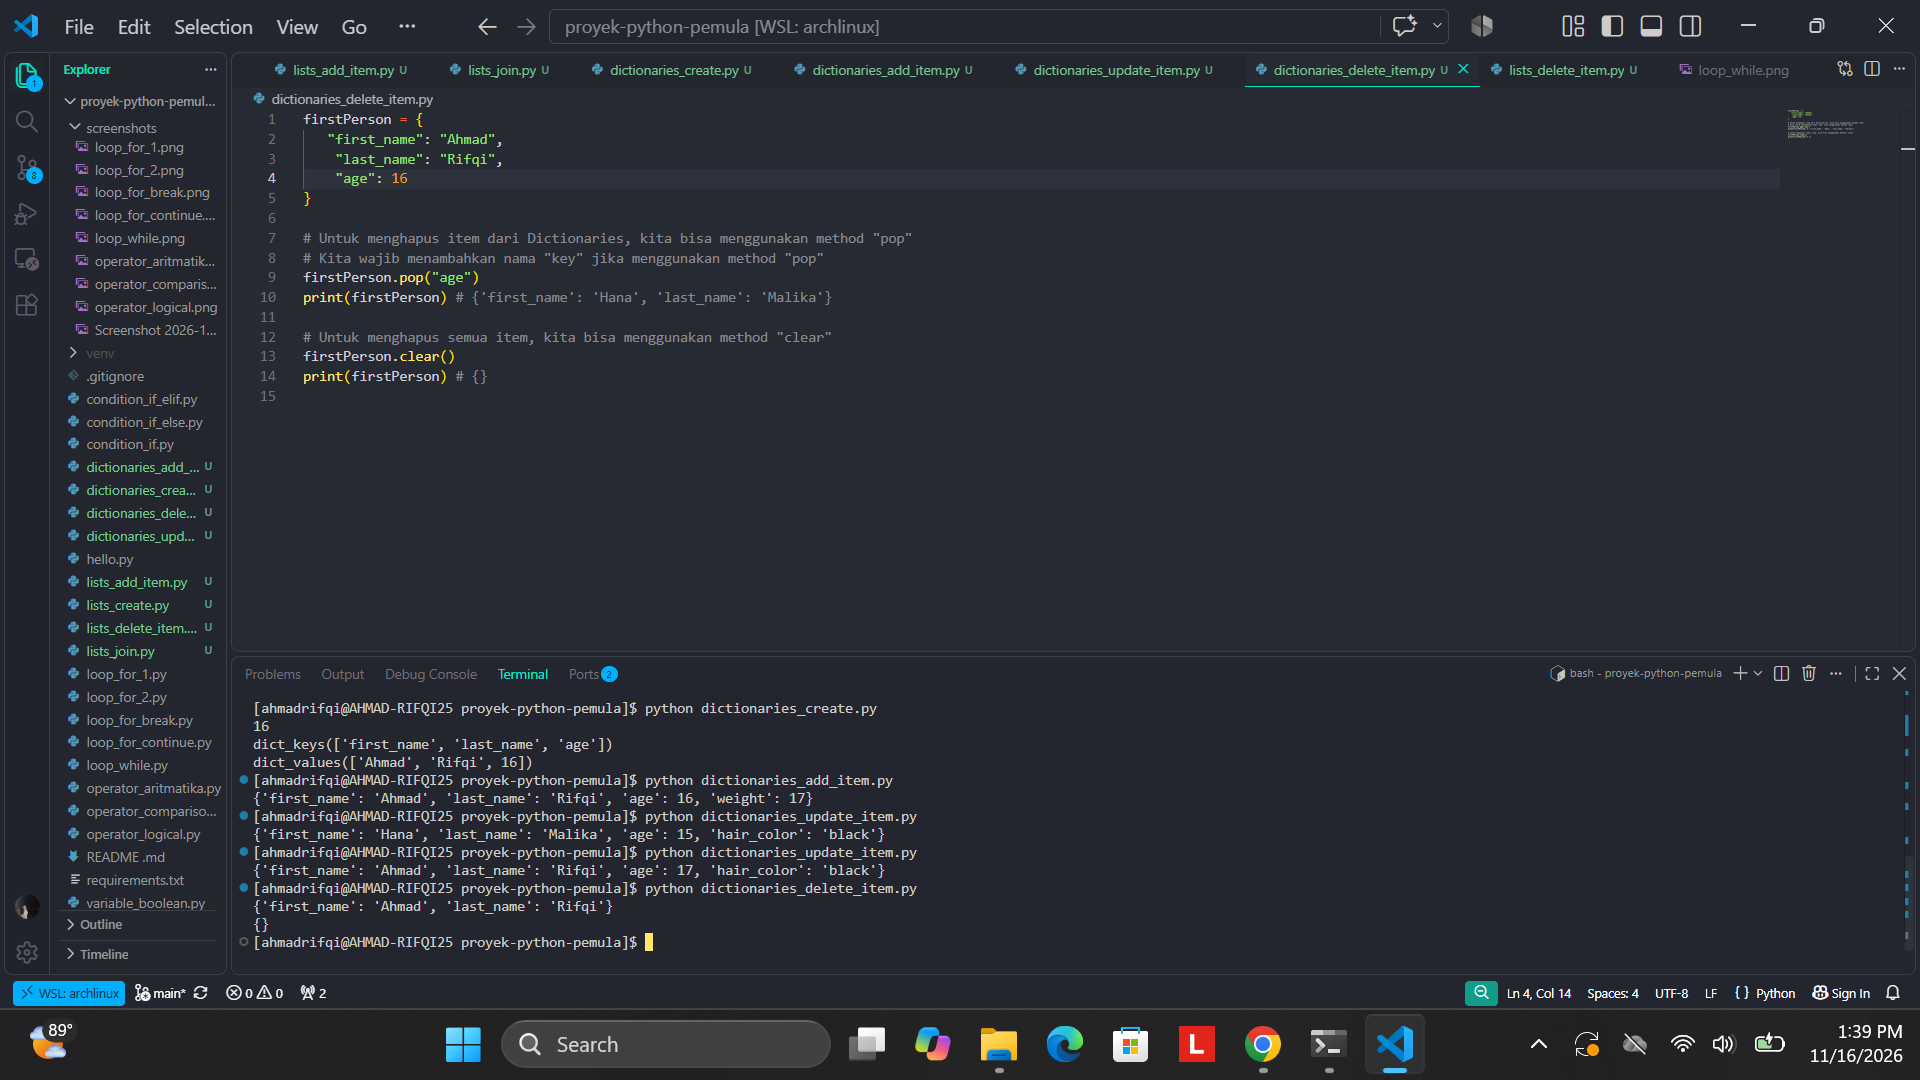 File Edit Selection View Go ··· proyek-python-pemula [WSL: archlinux]
Explorer ···
1
8
proyek-python-pemul...
screenshots
loop_for_1.png
loop_for_2.png
loop_for_break.png
loop_for_continue....
loop_while.png
operator_aritmatik...
operator_comparis...
operator_logical.png
Screenshot 2026-1...
venv
.gitignore
condition_if_elif.py
condition_if_else.py
condition_if.py
dictionaries_add_... U
dictionaries_crea... U
dictionaries_dele... U
dictionaries_upd... U
hello.py
lists_add_item.py U
lists_create.py U
lists_delete_item.... U
lists_join.py U
loop_for_1.py
loop_for_2.py
loop_for_break.py
loop_for_continue.py
loop_while.py
operator_aritmatika.py
operator_compariso...
operator_logical.py
README .md
requirements.txt
variable_boolean.py
Outline
Timeline
lists_add_item.py U lists_join.py U dictionaries_create.py U dictionaries_add_item.py U dictionaries_update_item.py U dictionaries_delete_item.py U lists_delete_item.py U loop_while.png
dictionaries_delete_item.py
1 firstPerson = {
2 "first_name": "Ahmad",
3 "last_name": "Rifqi",
4 "age": 16
5 }
6
7 # Untuk menghapus item dari Dictionaries, kita bisa menggunakan method "pop"
8 # Kita wajib menambahkan nama "key" jika menggunakan method "pop"
9 firstPerson.pop("age")
10 print(firstPerson) # {'first_name': 'Hana', 'last_name': 'Malika'}
11
12 # Untuk menghapus semua item, kita bisa menggunakan method "clear"
13 firstPerson.clear()
14 print(firstPerson) # {}
15
Problems Output Debug Console Terminal Ports 2 bash - proyek-python-pemula
[ahmadrifqi@AHMAD-RIFQI25 proyek-python-pemula]$ python dictionaries_create.py
16
dict_keys(['first_name', 'last_name', 'age'])
dict_values(['Ahmad', 'Rifqi', 16])
[ahmadrifqi@AHMAD-RIFQI25 proyek-python-pemula]$ python dictionaries_add_item.py
{'first_name': 'Ahmad', 'last_name': 'Rifqi', 'age': 16, 'weight': 17}
[ahmadrifqi@AHMAD-RIFQI25 proyek-python-pemula]$ python dictionaries_update_item.py
{'first_name': 'Hana', 'last_name': 'Malika', 'age': 15, 'hair_color': 'black'}
[ahmadrifqi@AHMAD-RIFQI25 proyek-python-pemula]$ python dictionaries_update_item.py
{'first_name': 'Ahmad', 'last_name': 'Rifqi', 'age': 17, 'hair_color': 'black'}
[ahmadrifqi@AHMAD-RIFQI25 proyek-python-pemula]$ python dictionaries_delete_item.py
{'first_name': 'Ahmad', 'last_name': 'Rifqi'}
{}
[ahmadrifqi@AHMAD-RIFQI25 proyek-python-pemula]$
WSL: archlinux main* 0 0 2 Ln 4, Col 14 Spaces: 4 UTF-8 LF { } Python Sign In
89° Search L 1:39 PM
11/16/2026